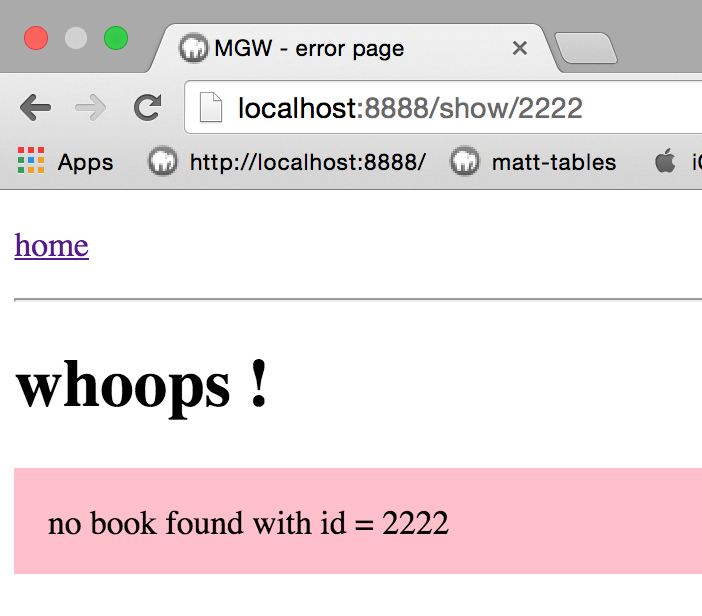 MGW - error page
localhost:8888/show/2222
Apps http://localhost:8888/ matt-tables
home
whoops !
no book found with id = 2222